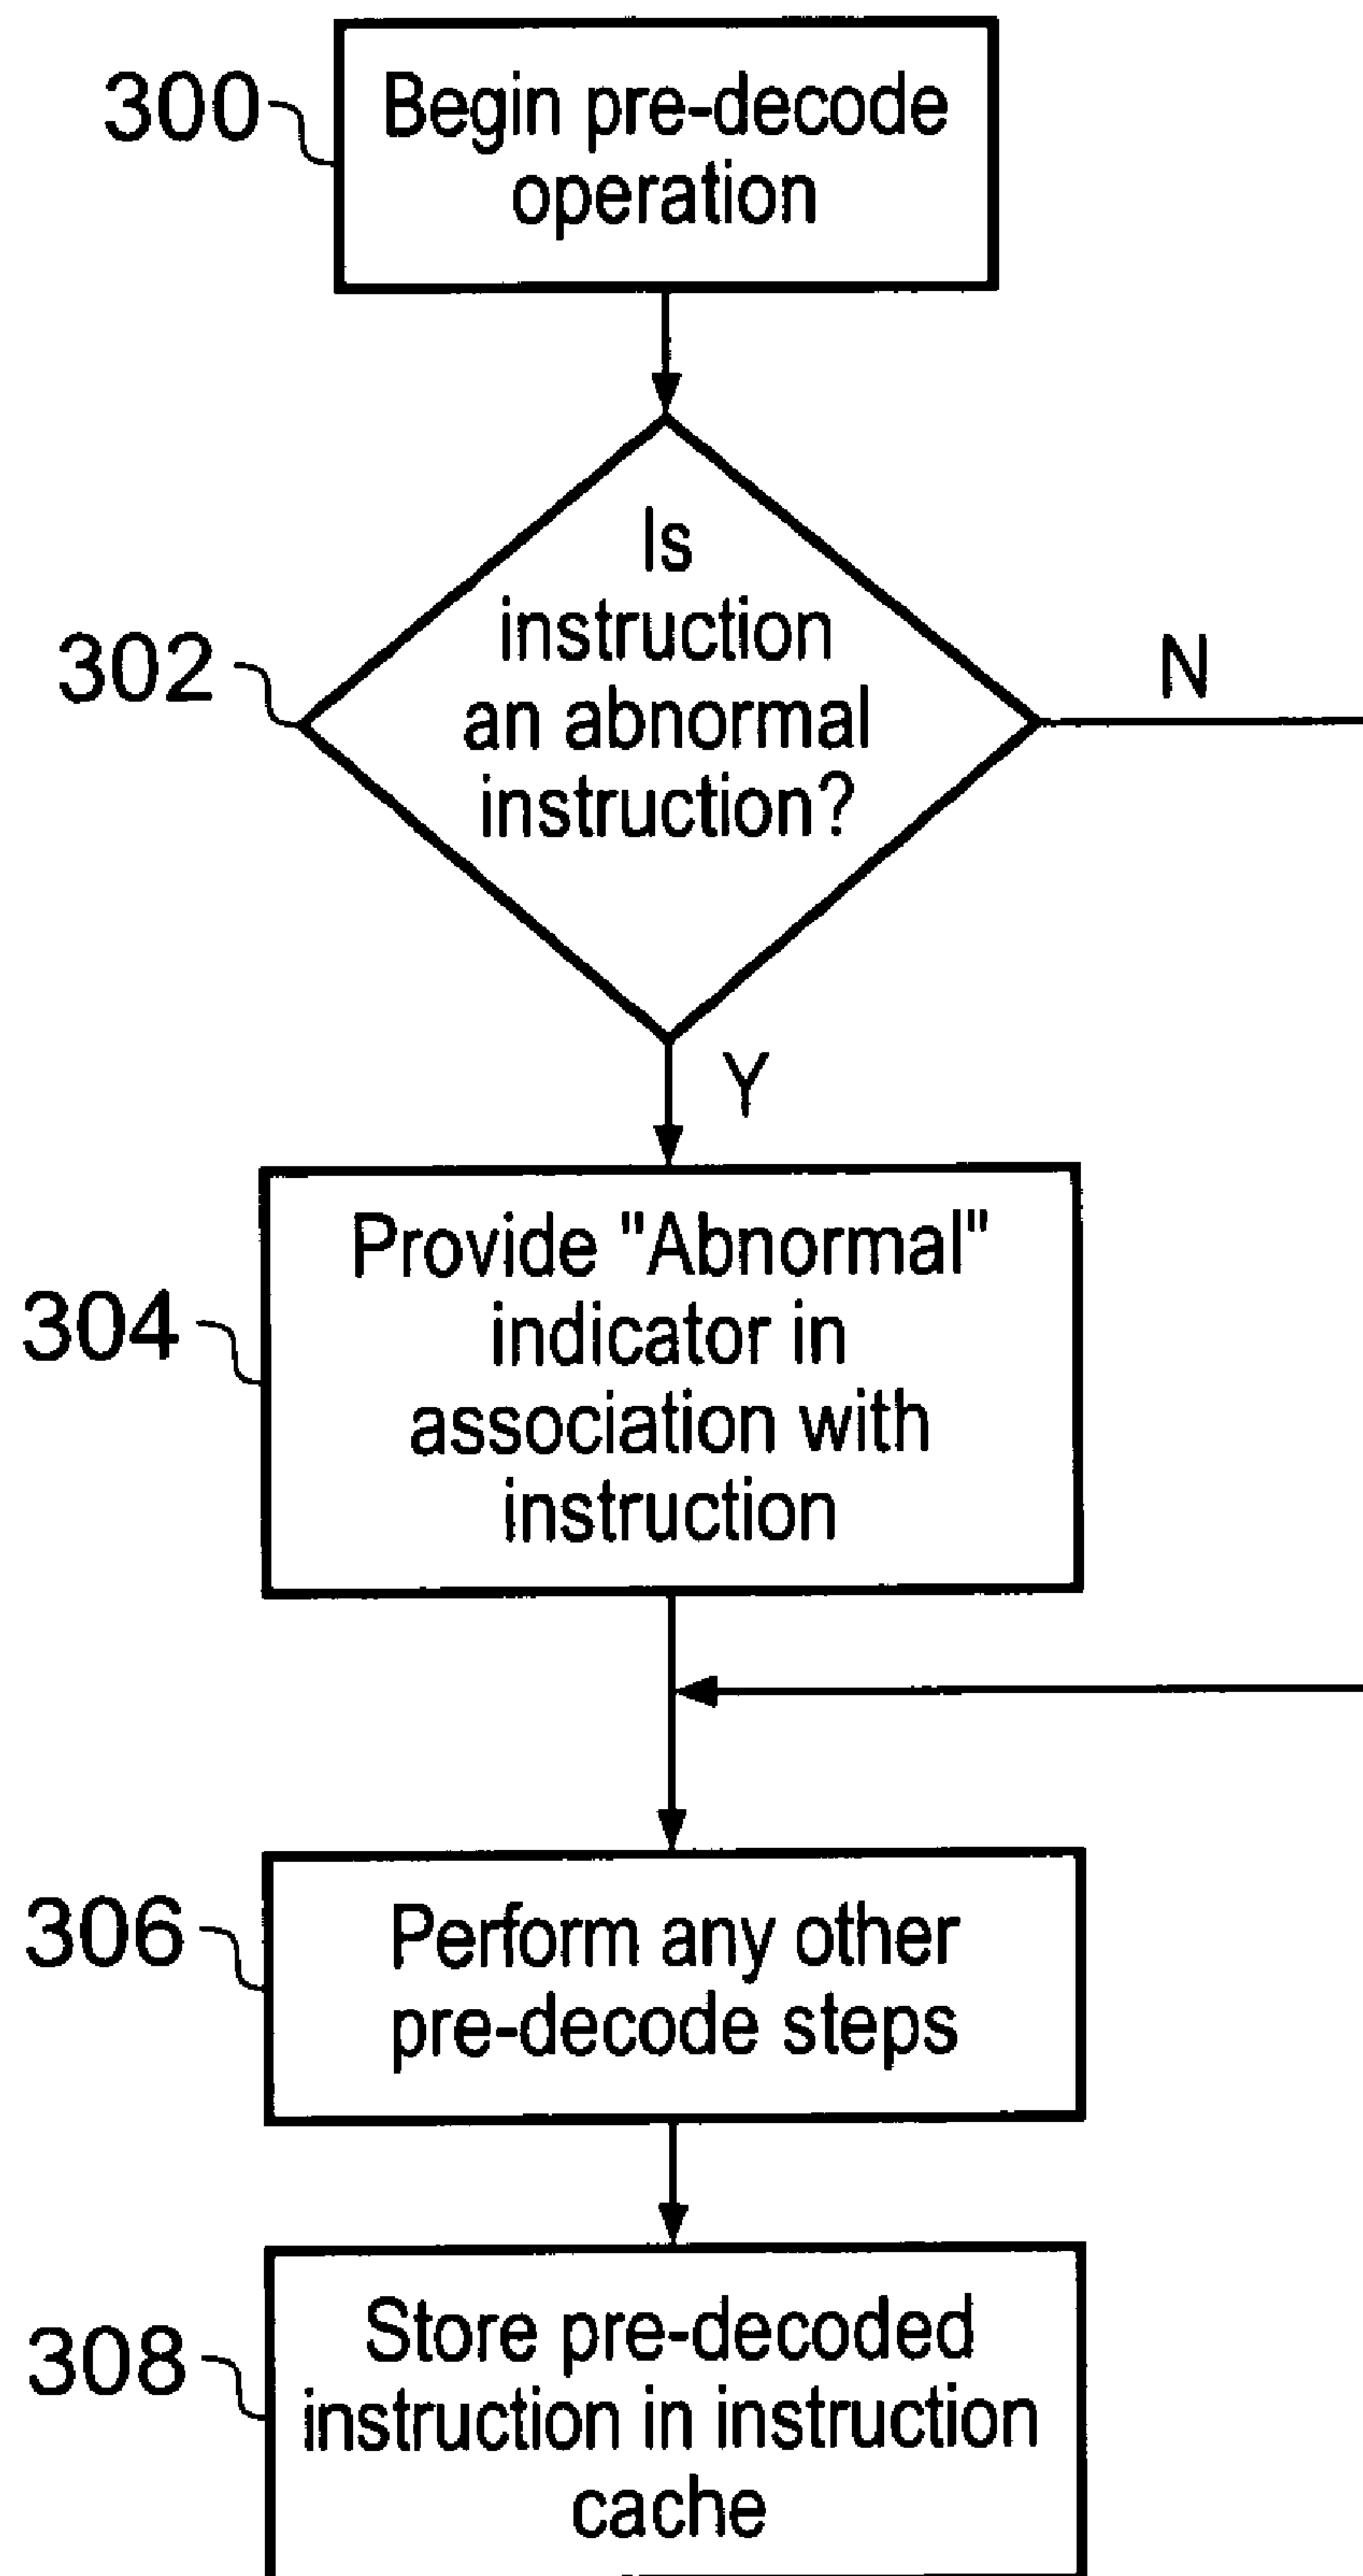 300
Begin pre-decode
operation
302
Is
instruction
an abnormal
instruction?
N
Y
304
Provide "Abnormal"
indicator in
association with
instruction
306
Perform any other
pre-decode steps
308
Store pre-decoded
instruction in instruction
cache